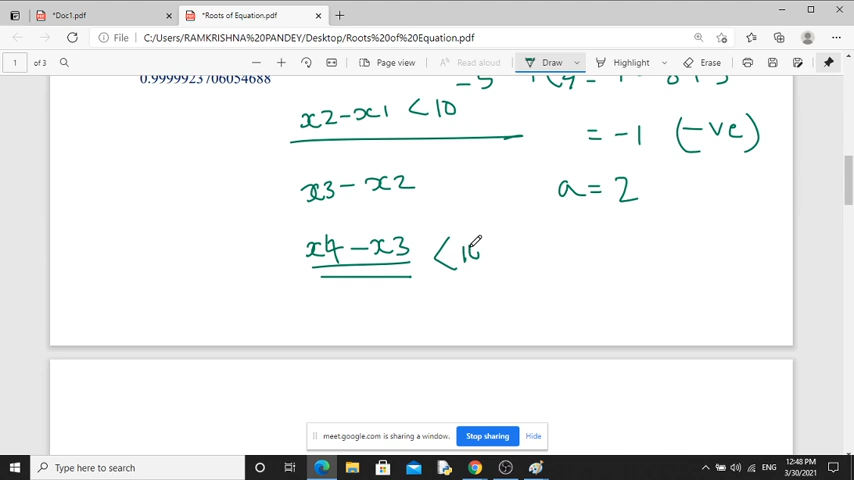 *Doc1.pdf
*Roots of Equation.pdf
File C:/Users/RAMKRISHNA%20PANDEY/Desktop/Roots%20of%20Equation.pdf
1 of 3 Page view Read aloud Draw Highlight Erase
0.9999923706054688
x2-x1 < 10
= -1 (-ve)
x3 - x2
a = 2
x4 - x3 < 10
meet.google.com is sharing a window. Stop sharing Hide
Type here to search
ENG
12:48 PM
3/30/2021